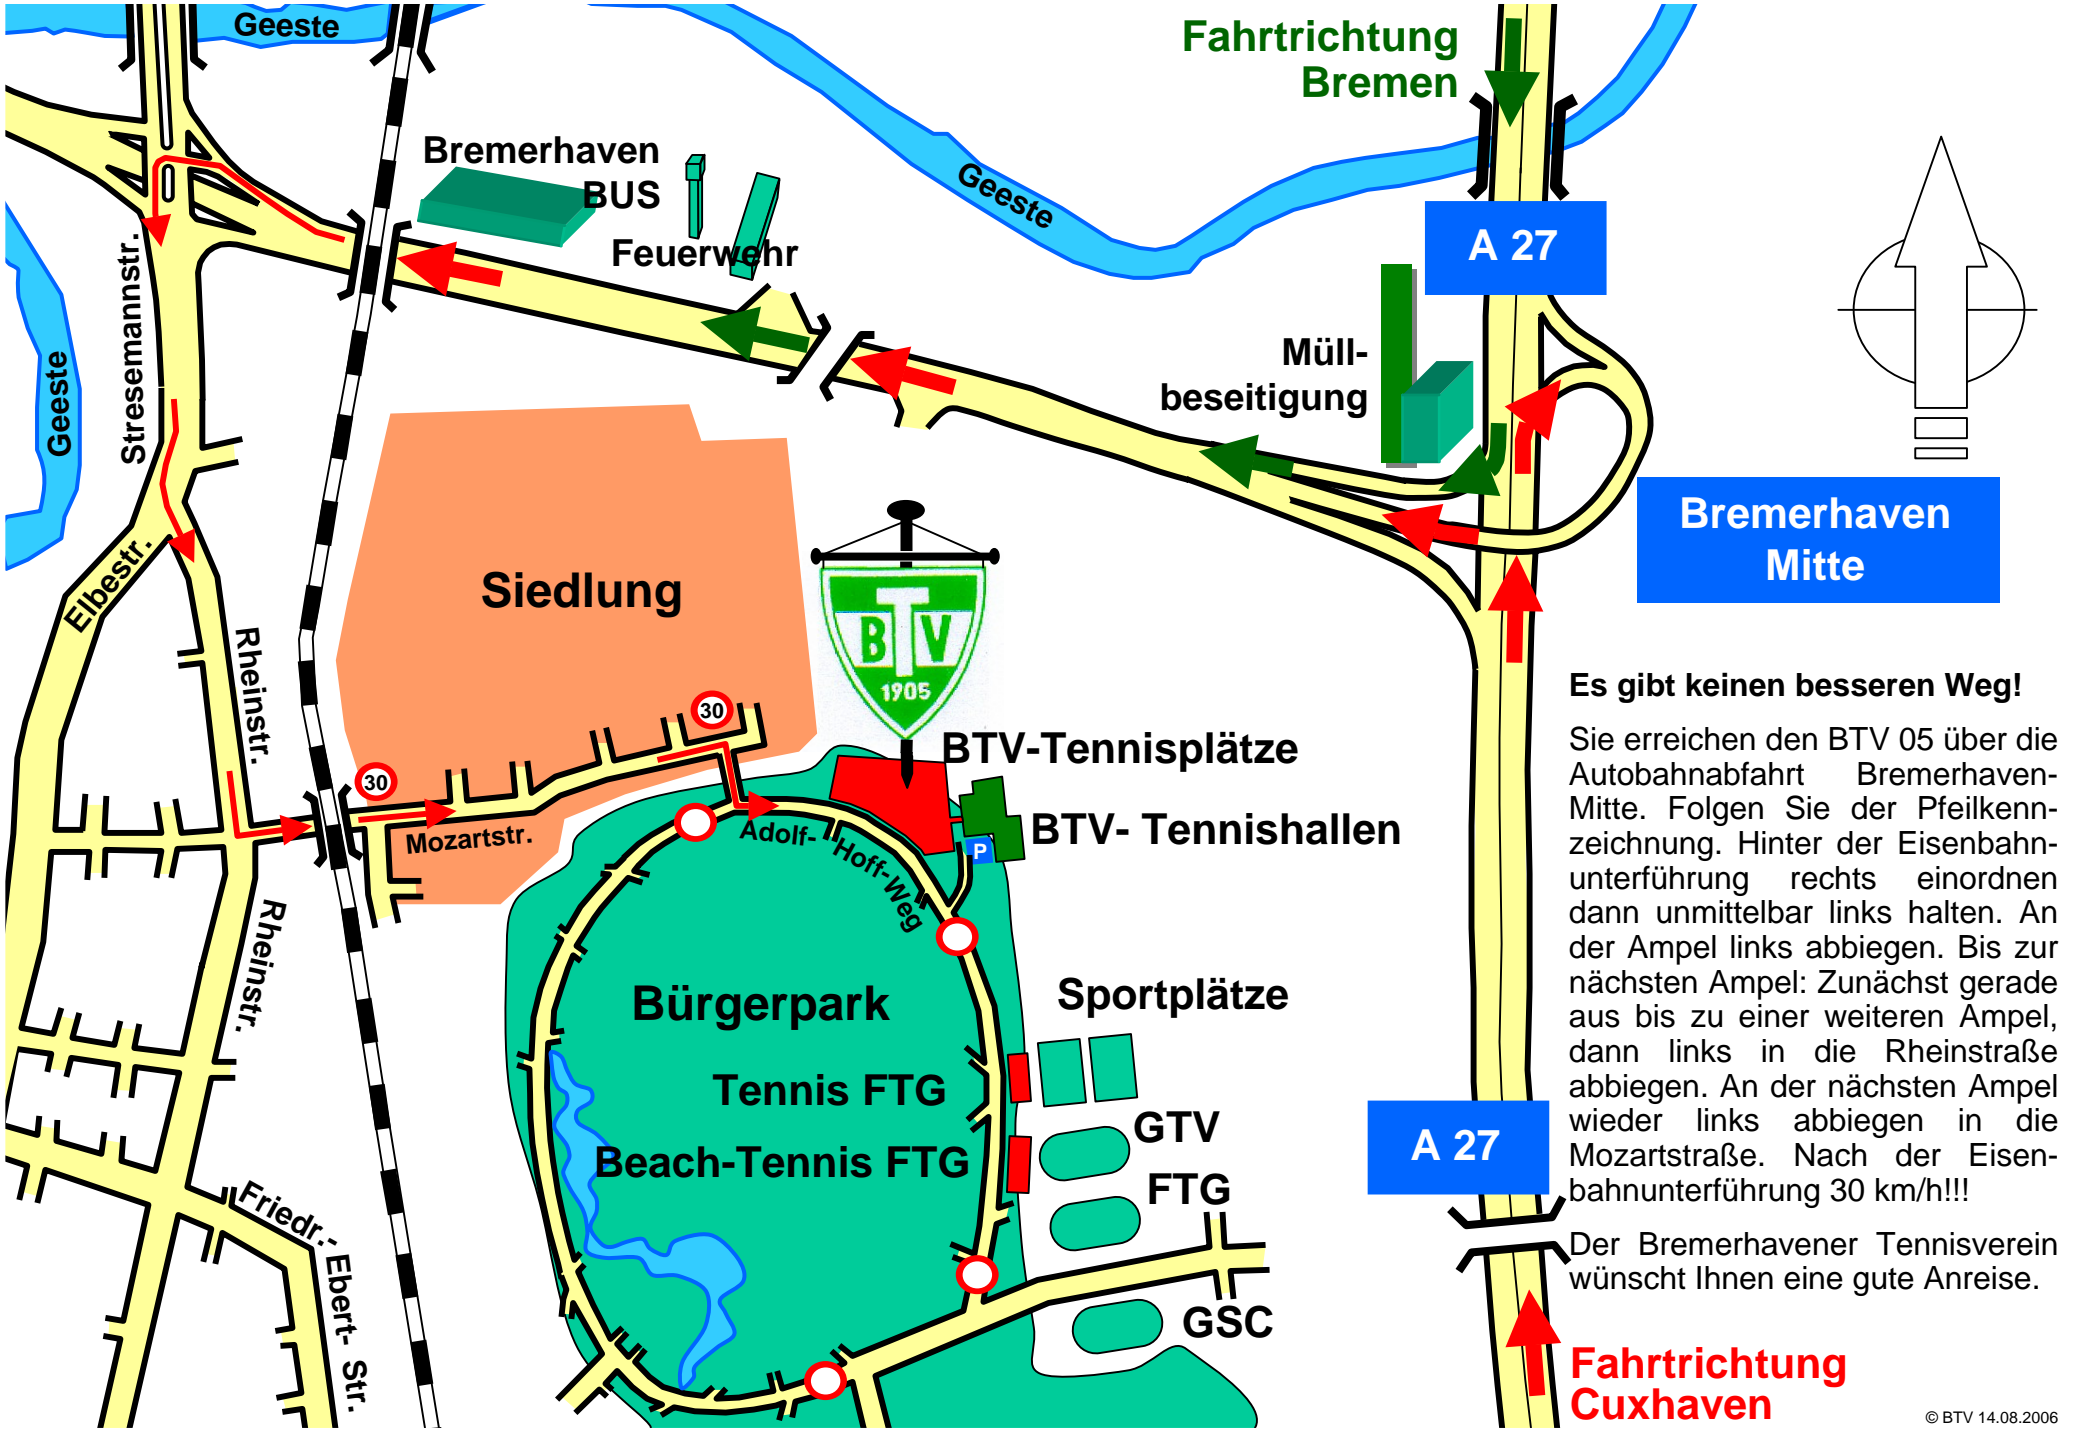 Geeste
Fahrtrichtung
Bremen
Bremerhaven
BUS
Feuerwehr
Geeste
A 27
Stresemannstr.
Geeste
Müll-
beseitigung
Bremerhaven
Mitte
Elbestr.
Siedlung
B T V
1905
Rheinstr.
30
30
Mozartstr.
BTV-Tennisplätze
BTV- Tennishallen
P
Adolf- Hoff-Weg
Rheinstr.
Bürgerpark
Sportplätze
Tennis FTG
Beach-Tennis FTG
GTV
FTG
GSC
A 27
Friedr.- Ebert- Str.
Es gibt keinen besseren Weg!
Sie erreichen den BTV 05 über die
Autobahnabfahrt Bremerhaven-
Mitte. Folgen Sie der Pfeilkenn-
zeichnung. Hinter der Eisenbahn-
unterführung rechts einordnen
dann unmittelbar links halten. An
der Ampel links abbiegen. Bis zur
nächsten Ampel: Zunächst gerade
aus bis zu einer weiteren Ampel,
dann links in die Rheinstraße
abbiegen. An der nächsten Ampel
wieder links abbiegen in die
Mozartstraße. Nach der Eisen-
bahnunterführung 30 km/h!!!
Der Bremerhavener Tennisverein
wünscht Ihnen eine gute Anreise.
Fahrtrichtung
Cuxhaven
© BTV 14.08.2006